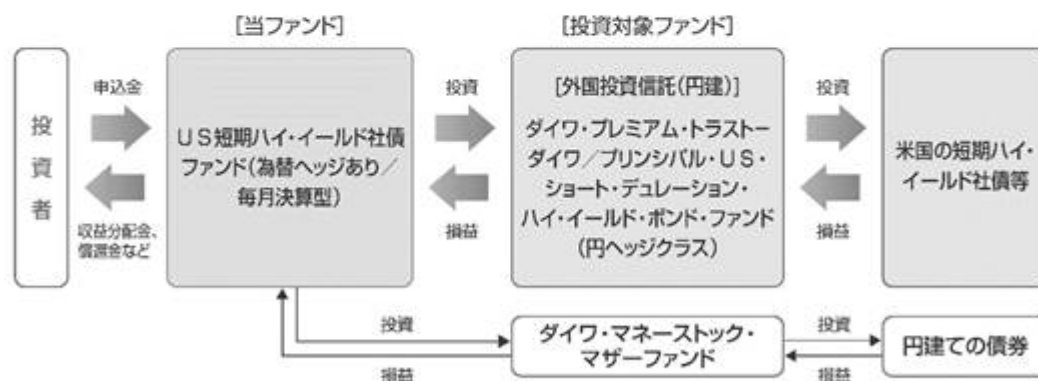 [当ファンド]
[投資対象ファンド]
投資者
申込金
収益分配金、
償還金など
US短期ハイ・イールド社債
ファンド(為替ヘッジあり/
毎月決算型)
投資
損益
[外国投資信託(円建)]
ダイワ・プレミアム・トラストー
ダイワ/プリンシパル・US・
ショート・デュレーション・
ハイ・イールド・ボンド・ファンド
(円ヘッジクラス)
投資
損益
米国の短期ハイ・
イールド社債等
投資
損益
ダイワ・マネーストック・
マザーファンド
投資
損益
円建ての債券